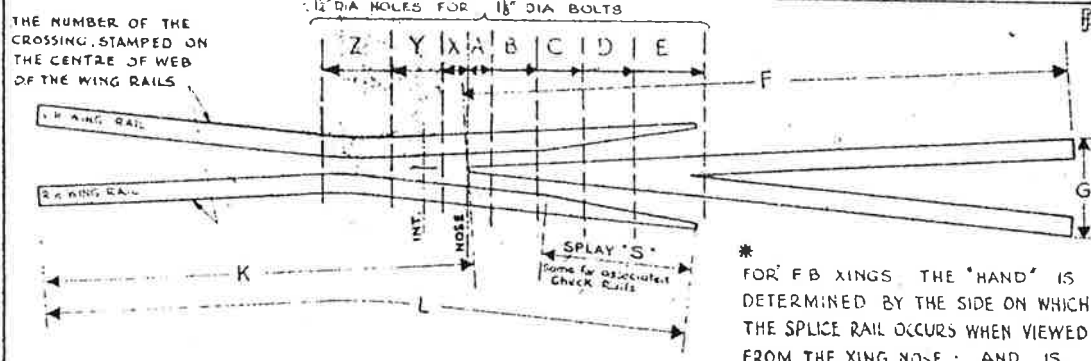 1¼" DIA HOLES FOR 1⅛" DIA BOLTS
THE NUMBER OF THE
CROSSING. STAMPED ON
THE CENTRE OF WEB
OF THE WING RAILS
Z Y X A B C D E
F
WING RAIL
WING RAIL
G
INT.
NOSE
SPLAY "S"
Same for associated
Check Rails
K
L
*
FOR F B XINGS THE "HAND" IS
DETERMINED BY THE SIDE ON WHICH
THE SPLICE RAIL OCCURS WHEN VIEWED
FROM THE XING NOSE : AND IS